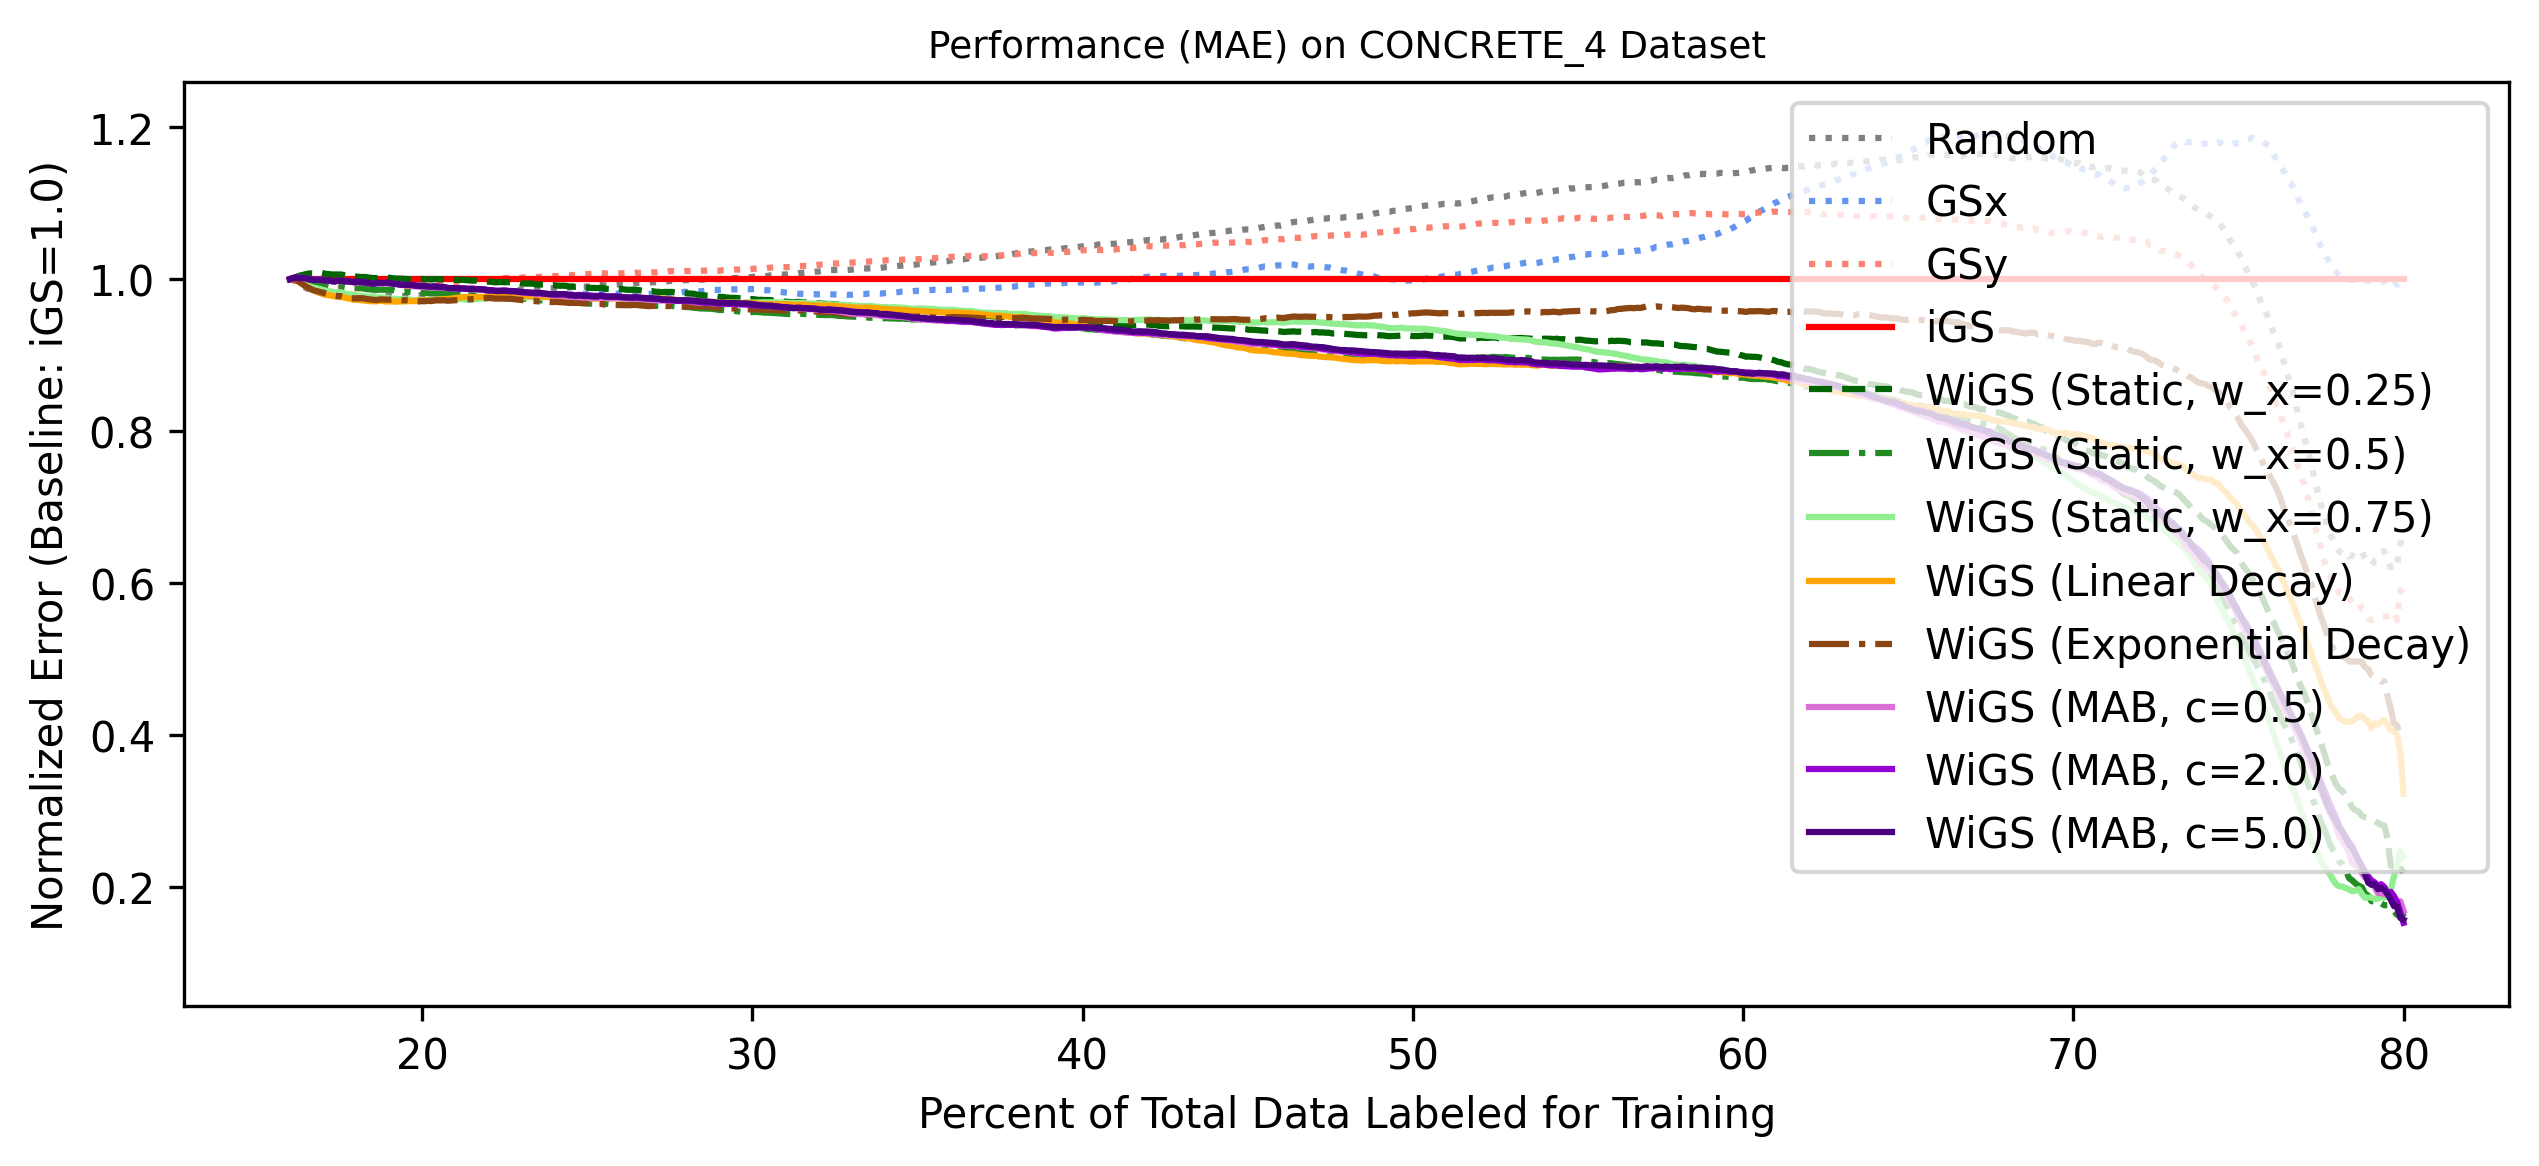 Performance (MAE) on CONCRETE_4 Dataset
Normalized Error (Baseline: iGS=1.0)
1.2
1.0
0.8
0.6
0.4
0.2
Random
GSx
GSy
iGS
WiGS (Static, w_x=0.25)
WiGS (Static, w_x=0.5)
WiGS (Static, w_x=0.75)
WiGS (Linear Decay)
WiGS (Exponential Decay)
WiGS (MAB, c=0.5)
WiGS (MAB, c=2.0)
WiGS (MAB, c=5.0)
20 30 40 50 60 70 80
Percent of Total Data Labeled for Training